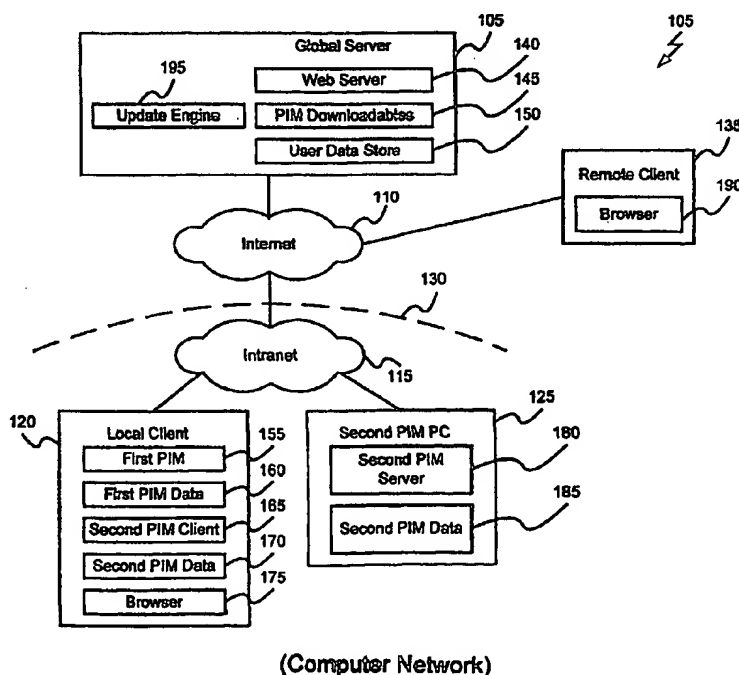 Global Server
105
105
140
195
Web Server
145
Update Engine
PIM Downloadables
150
User Data Store
135
Remote Client
190
Browser
110
Internet
130
Intranet
115
120
125
Local Client
155
Second PIM PC
180
First PIM
Second PIM
Server
160
First PIM Data
165
185
Second PIM Client
Second PIM Data
170
Second PIM Data
175
Browser
(Computer Network)